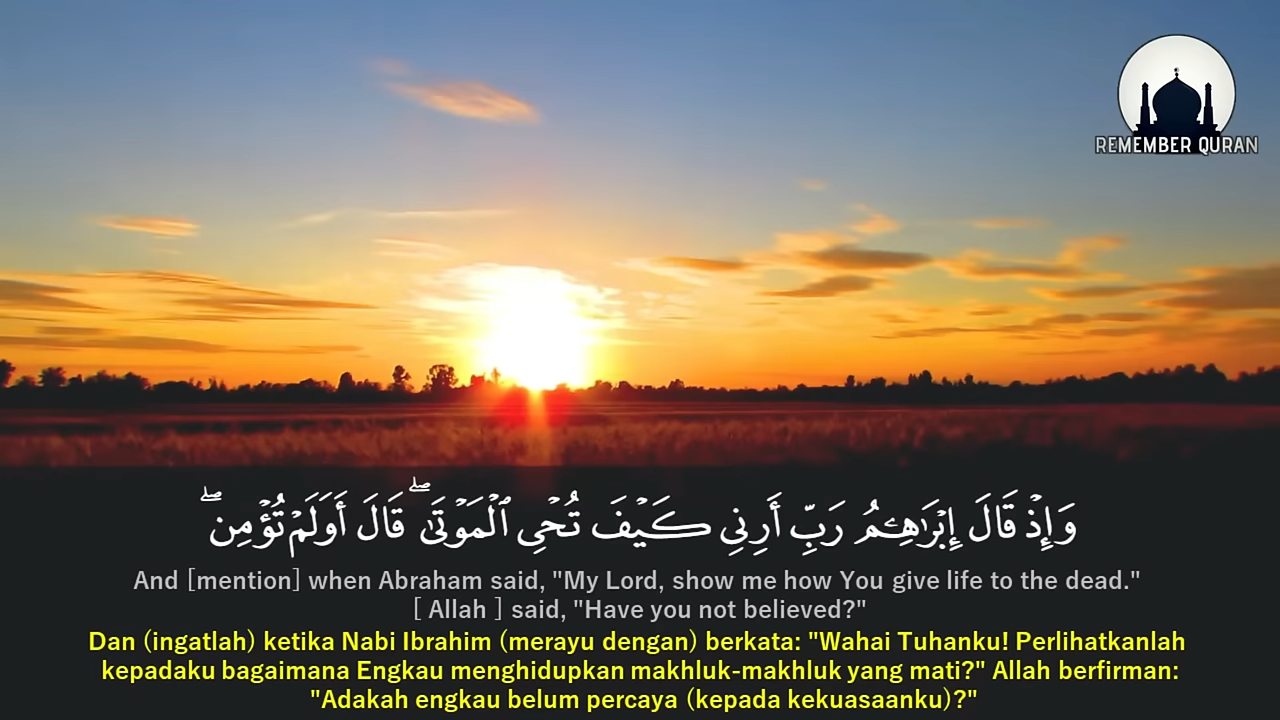 REMEMBER QURAN
وَإِذۡ قَالَ إِبۡرَٰهِـۧمُ رَبِّ أَرِنِي كَيۡفَ تُحۡيِ ٱلۡمَوۡتَىٰۖ قَالَ أَوَلَمۡ تُؤۡمِنۖ
And [mention] when Abraham said, "My Lord, show me how You give life to the dead."
[ Allah ] said, "Have you not believed?"
Dan (ingatlah) ketika Nabi Ibrahim (merayu dengan) berkata: "Wahai Tuhanku! Perlihatkanlah
kepadaku bagaimana Engkau menghidupkan makhluk-makhluk yang mati?" Allah berfirman:
"Adakah engkau belum percaya (kepada kekuasaanku)?"